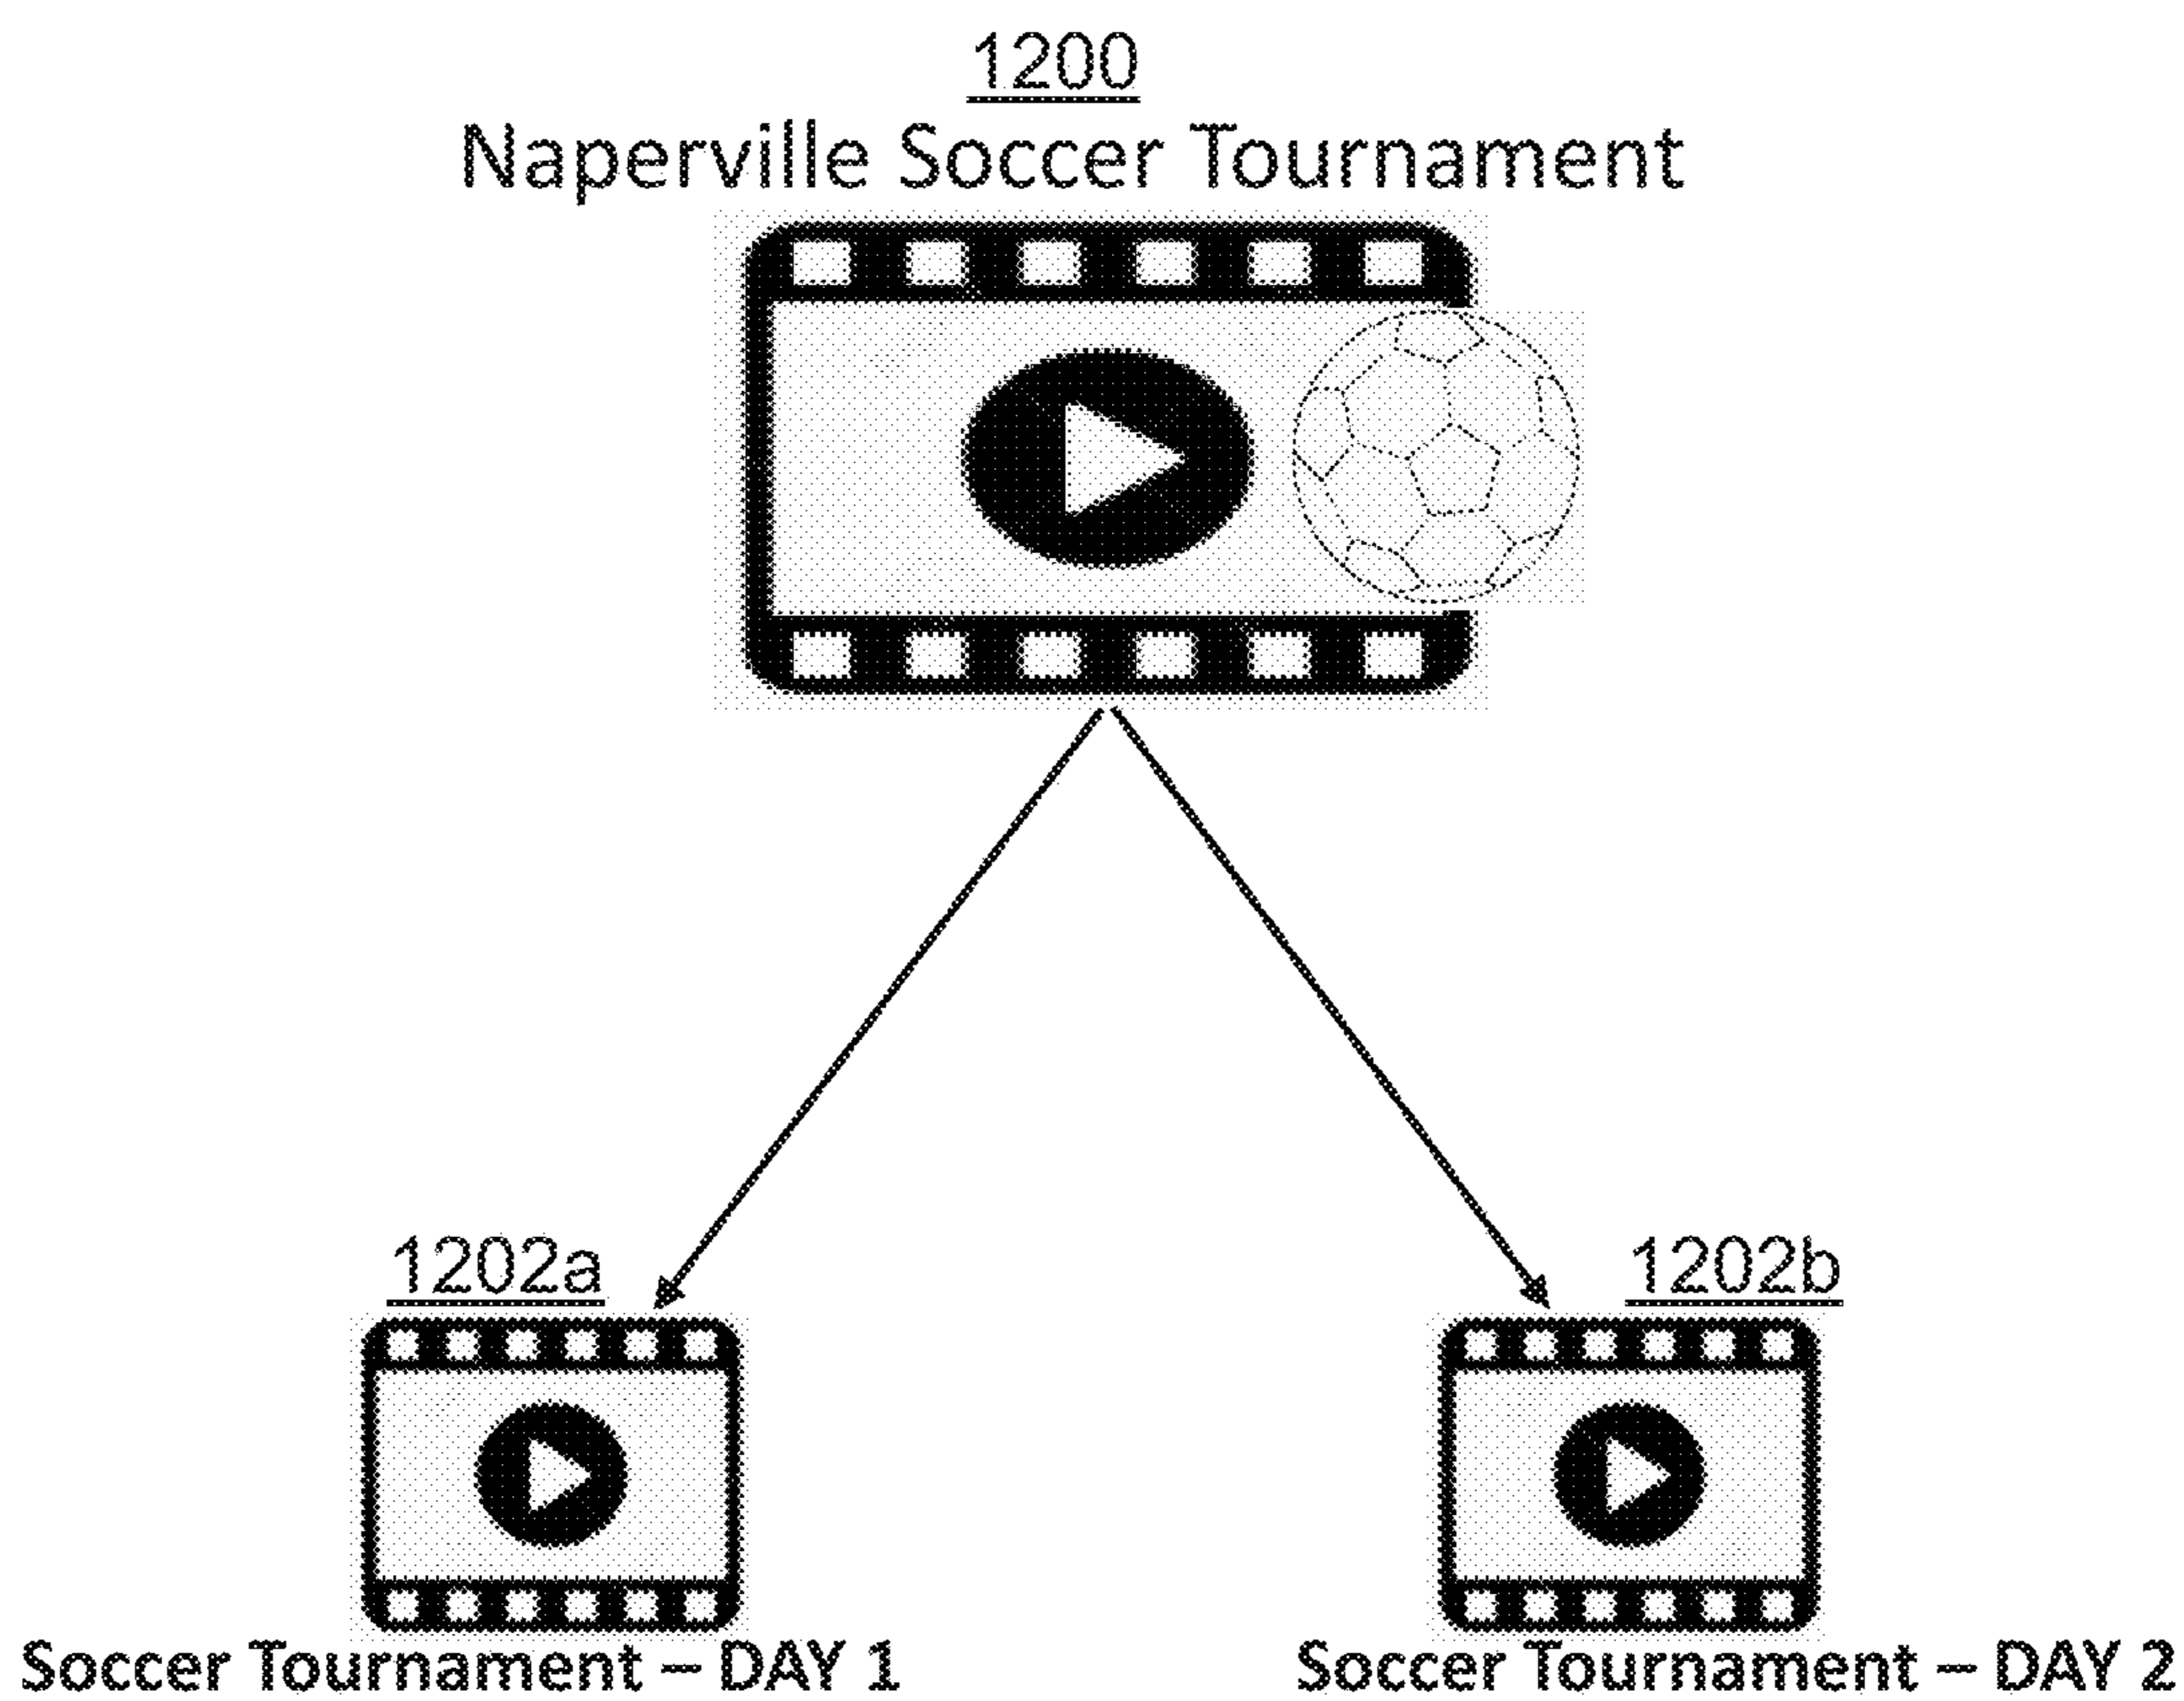 1200
Naperville Soccer Tournament
1202a
1202b
Soccer Tournament – DAY 1
Soccer Tournament – DAY 2